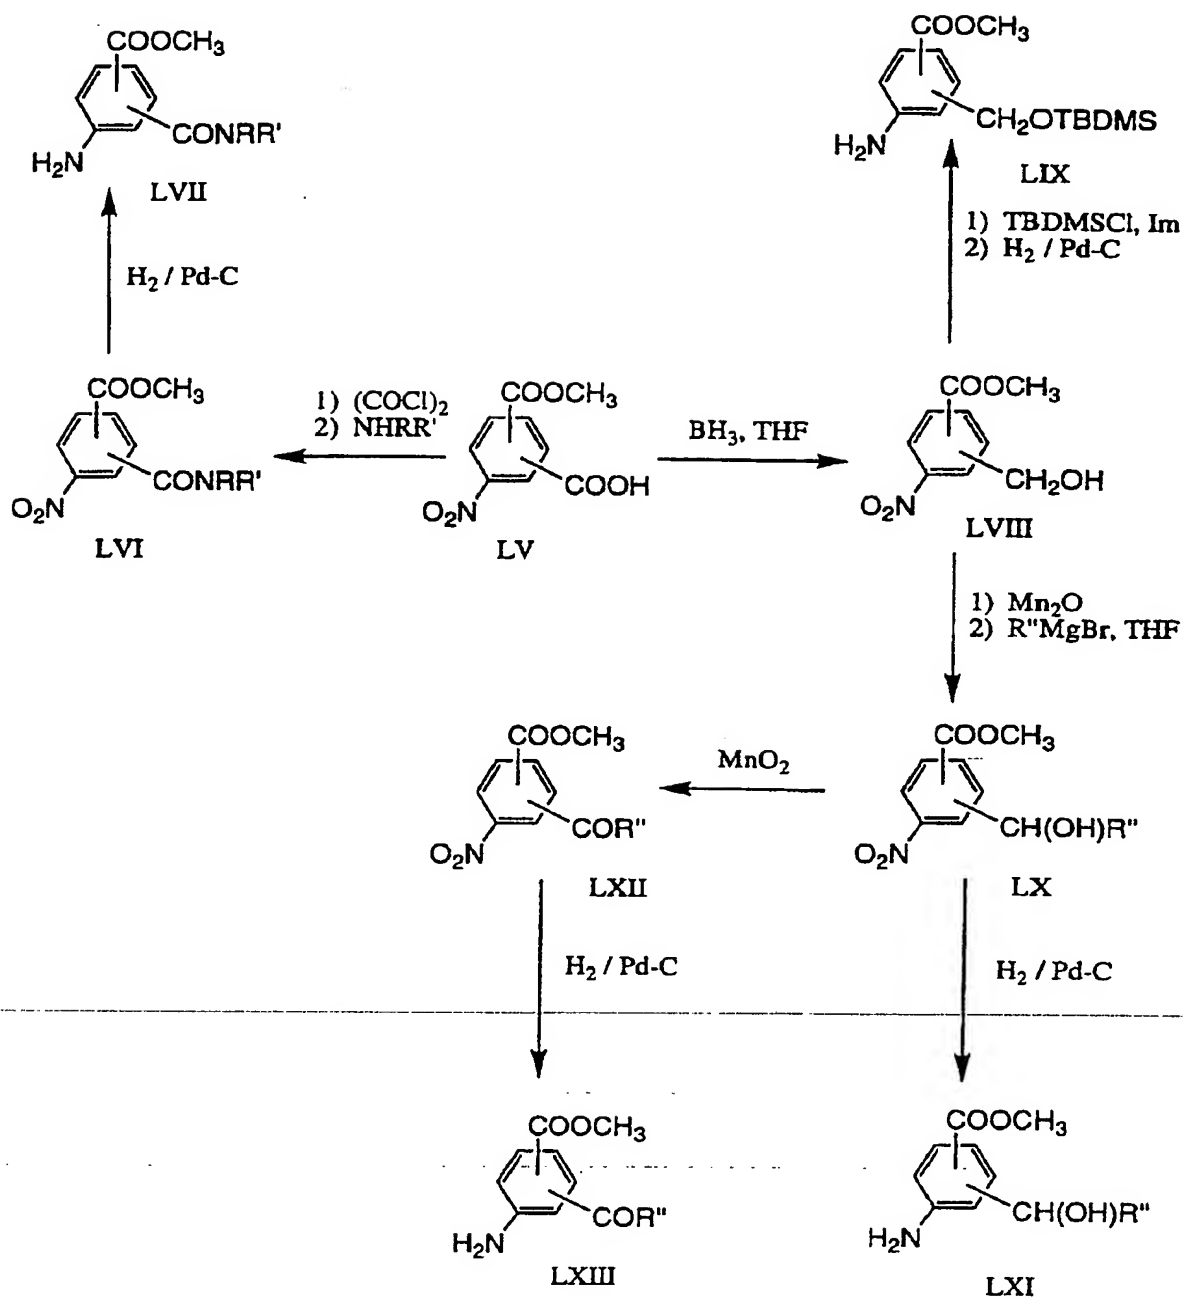 COOCH3
CONRR'
H2N
LVII
COOCH3
CH2OTBDMS
H2N
LIX
H2 / Pd-C
1) TBDMSCl, Im
2) H2 / Pd-C
COOCH3
CONRR'
O2N
LVI
1) (COCl)2
2) NHRR'
COOCH3
COOH
O2N
LV
BH3, THF
COOCH3
CH2OH
O2N
LVIII
1) Mn2O
2) R"MgBr, THF
COOCH3
COR"
O2N
LXII
MnO2
COOCH3
CH(OH)R"
O2N
LX
H2 / Pd-C
H2 / Pd-C
COOCH3
COR"
H2N
LXIII
COOCH3
CH(OH)R"
H2N
LXI